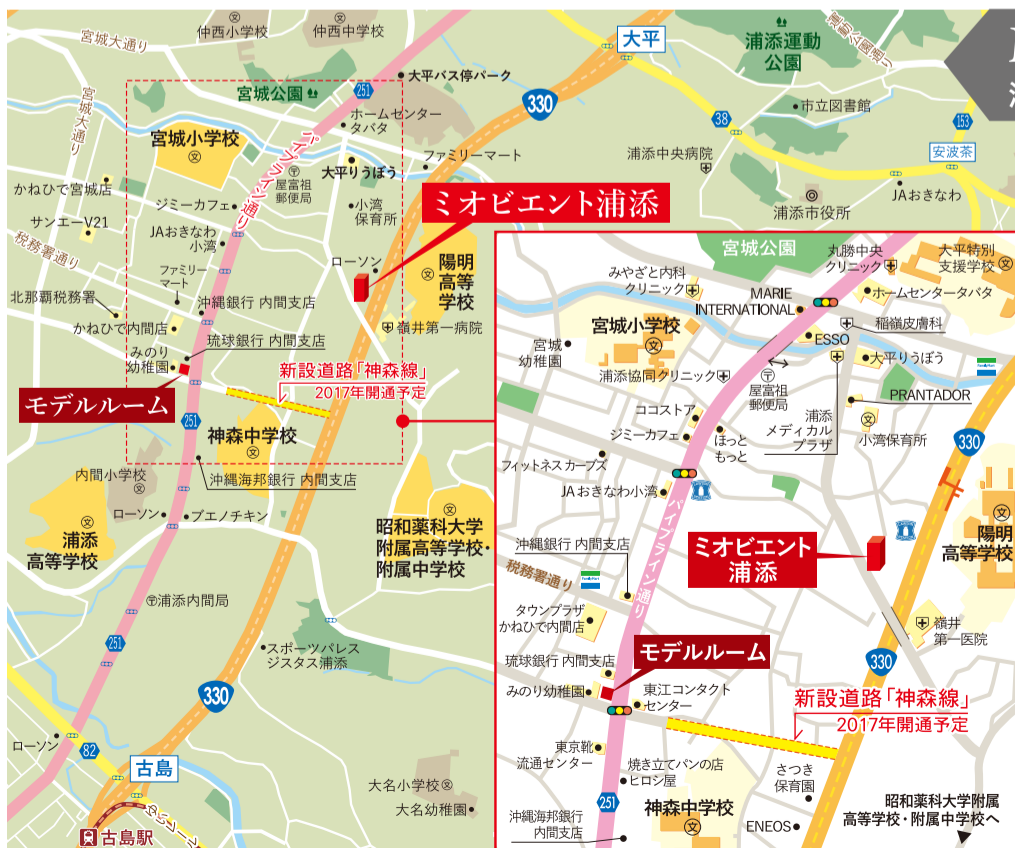 宮城大通り
仲西小学校
仲西中学校
大平
浦添運動
公園
運動公園通り
大平バス停パーク
宮城公園
251
330
38
153
安波茶
宮城大通り
ホームセンター
タバタ
市立図書館
宮城小学校
パイプライン通り
ファミリーマート
浦添中央病院
大平りうぼう
屋富祖
郵便局
かねひで宮城店
ジミーカフェ
小湾
保育所
ミオビエント浦添
浦添市役所
JAおきなわ
サンエーV21
JAおきなわ
小湾
税務署通り
ローソン
陽明
高等
学校
ファミリー
マート
北那覇税務署
沖縄銀行 内間支店
かねひで内間店
琉球銀行 内間支店
嶺井第一病院
みのり
幼稚園
モデルルーム
新設道路「神森線」
2017年開通予定
251
神森中学校
内間小学校
沖縄海邦銀行 内間支店
ローソン
ブエノチキン
浦添
高等学校
昭和薬科大学
附属高等学校・
附属中学校
浦添内間局
251
スポーツパレス
ジスタス浦添
330
ローソン
82
古島
大名小学校
大名幼稚園
古島駅
ゆいレール
宮城公園
丸勝中央
クリニック
大平特別
支援学校
みやざと内科
クリニック
MARIE
INTERNATIONAL
ホームセンタータバタ
宮城小学校
稲嶺皮膚科
ESSO
宮城
幼稚園
大平りうぼう
FamilyMart
浦添協同クリニック
屋富祖
郵便局
PRANTADOR
浦添
メディカル
プラザ
ココストア
ジミーカフェ
ほっと
もっと
小湾保育所
330
フィットネス カーブズ
JAおきなわ小湾
パイプライン通り
陽明
高等学校
沖縄銀行 内間支店
ミオビエント
浦添
税務署通り
FamilyMart
タウンプラザ
かねひで内間店
嶺井
第一医院
琉球銀行 内間支店
モデルルーム
330
みのり幼稚園
東江コンタクト
センター
新設道路「神森線」
2017年開通予定
東京靴
流通センター
焼き立てパンの店
ヒロシ屋
さつき
保育園
251
神森中学校
昭和薬科大学附属
高等学校・附属中学校へ
沖縄海邦銀行
内間支店
ENEOS